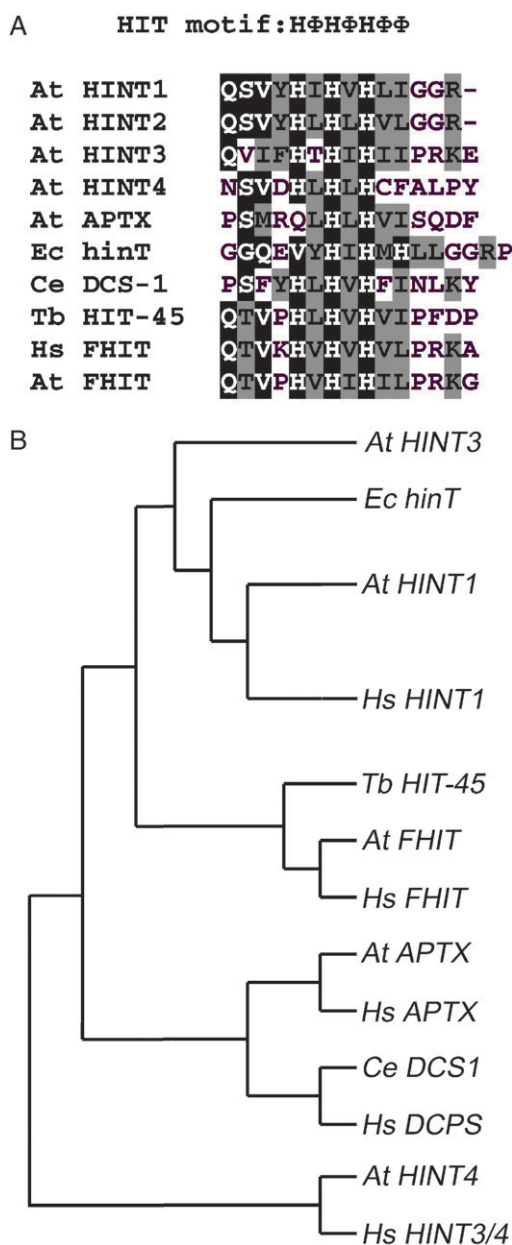 A
HIT motif:HΦHΦHΦΦ
At HINT1 QSVYHIHVHLIGGR-
At HINT2 QSVYHLHLHVLGGR-
At HINT3 QVIFHTHIHIIPRKE
At HINT4 NSVDHLHLHCFALPY
At APTX PSMRQLHLHVISQDF
Ec hinT GGQEVYHIHMHLLGGRP
Ce DCS-1 PSFYHLHVHFINLKY
Tb HIT-45 QTVPHLHVHVIPFDP
Hs FHIT QTVKHVHVHVLPRKA
At FHIT QTVPHVHIHILPRKG
B
At HINT3
Ec hinT
At HINT1
Hs HINT1
Tb HIT-45
At FHIT
Hs FHIT
At APTX
Hs APTX
Ce DCS1
Hs DCPS
At HINT4
Hs HINT3/4